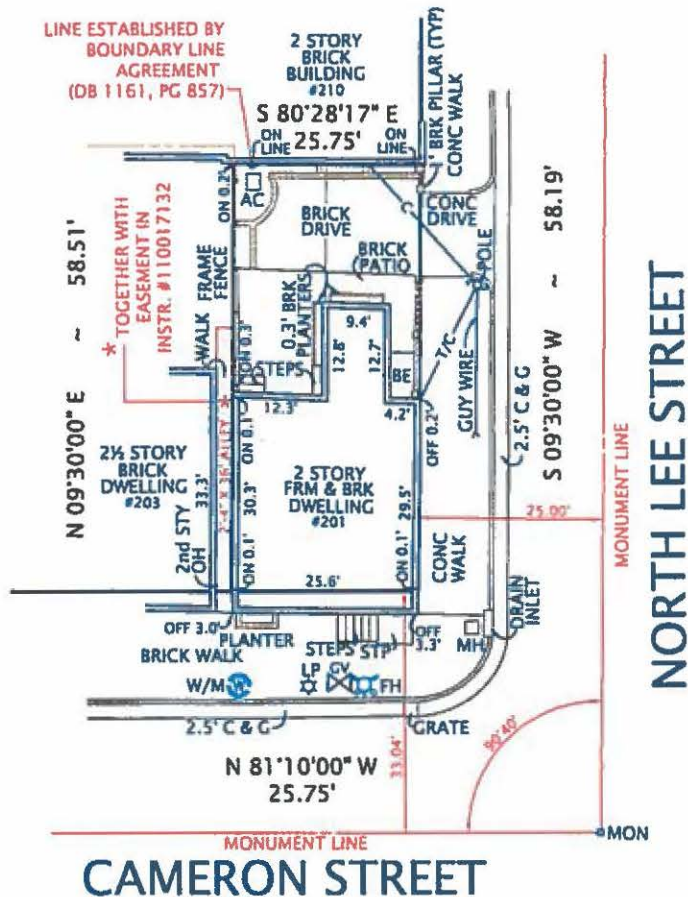 LINE ESTABLISHED BY
BOUNDARY LINE
AGREEMENT
(DB 1161, PG 857)
2 STORY
BRICK
BUILDING
#210
S 80°28'17" E
25.75'
ON
LINE
ON
LINE
1' BRK PILLAR (TYP)
CONC WALK
ON 0.2'
AC
BRICK
DRIVE
C
CONC
DRIVE
58.19'
~
S 09°30'00" W
58.51'
~
N 09°30'00" E
* TOGETHER WITH
EASEMENT IN
INSTR. #110017132
WALK
FRAME
FENCE
BRICK
PATIO
POLE
0.3' BRK
PLANTERS
9.4'
12.8'
12.7'
ON 0.3'
STEPS
BE
T/C
GUY WIRE
12.3'
4.2'
OFF 0.2'
2.5' C & G
2½ STORY
BRICK
DWELLING
#203
33.3'
2'-4" X 36' ALLEY *
ON 0.1'
30.3'
2 STORY
FRM & BRK
DWELLING
#201
29.5'
25.00'
MONUMENT LINE
NORTH LEE STREET
2nd STY
OH
ON 0.1'
25.6'
ON 0.1'
CONC
WALK
DRAIN
INLET
OFF 3.0'
PLANTER
STEPS
STP
OFF
3.3'
MH
BRICK WALK
W/M
LP
GV
FH
2.5' C & G
GRATE
33.04'
90°40'
N 81°10'00" W
25.75'
MON
MONUMENT LINE
CAMERON STREET